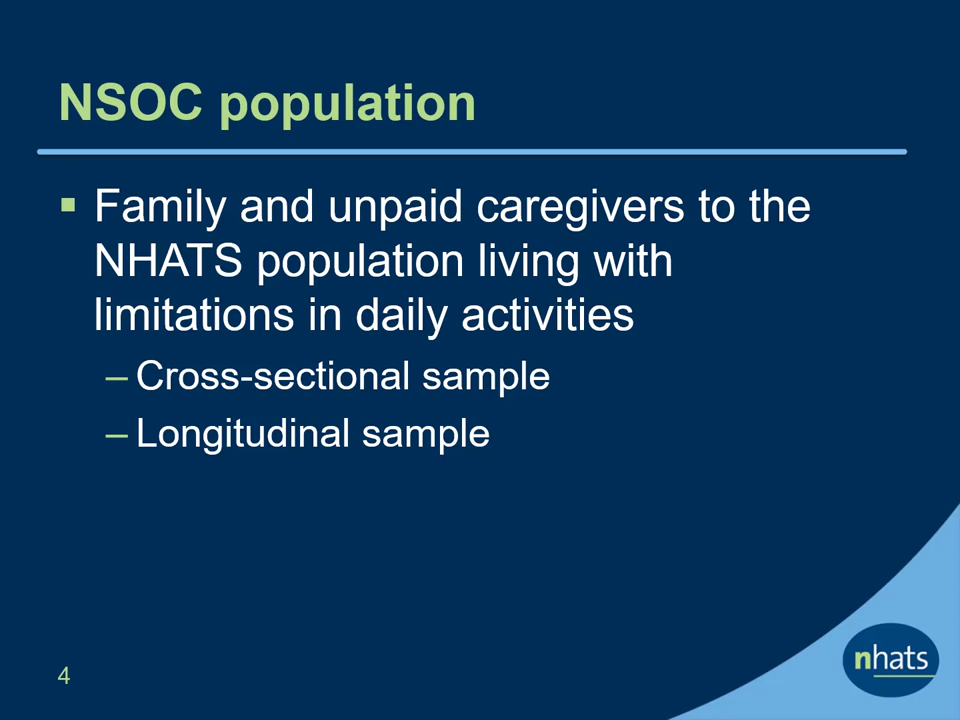 NSOC population
▪ Family and unpaid caregivers to the
NHATS population living with
limitations in daily activities
– Cross-sectional sample
– Longitudinal sample
4
nhats